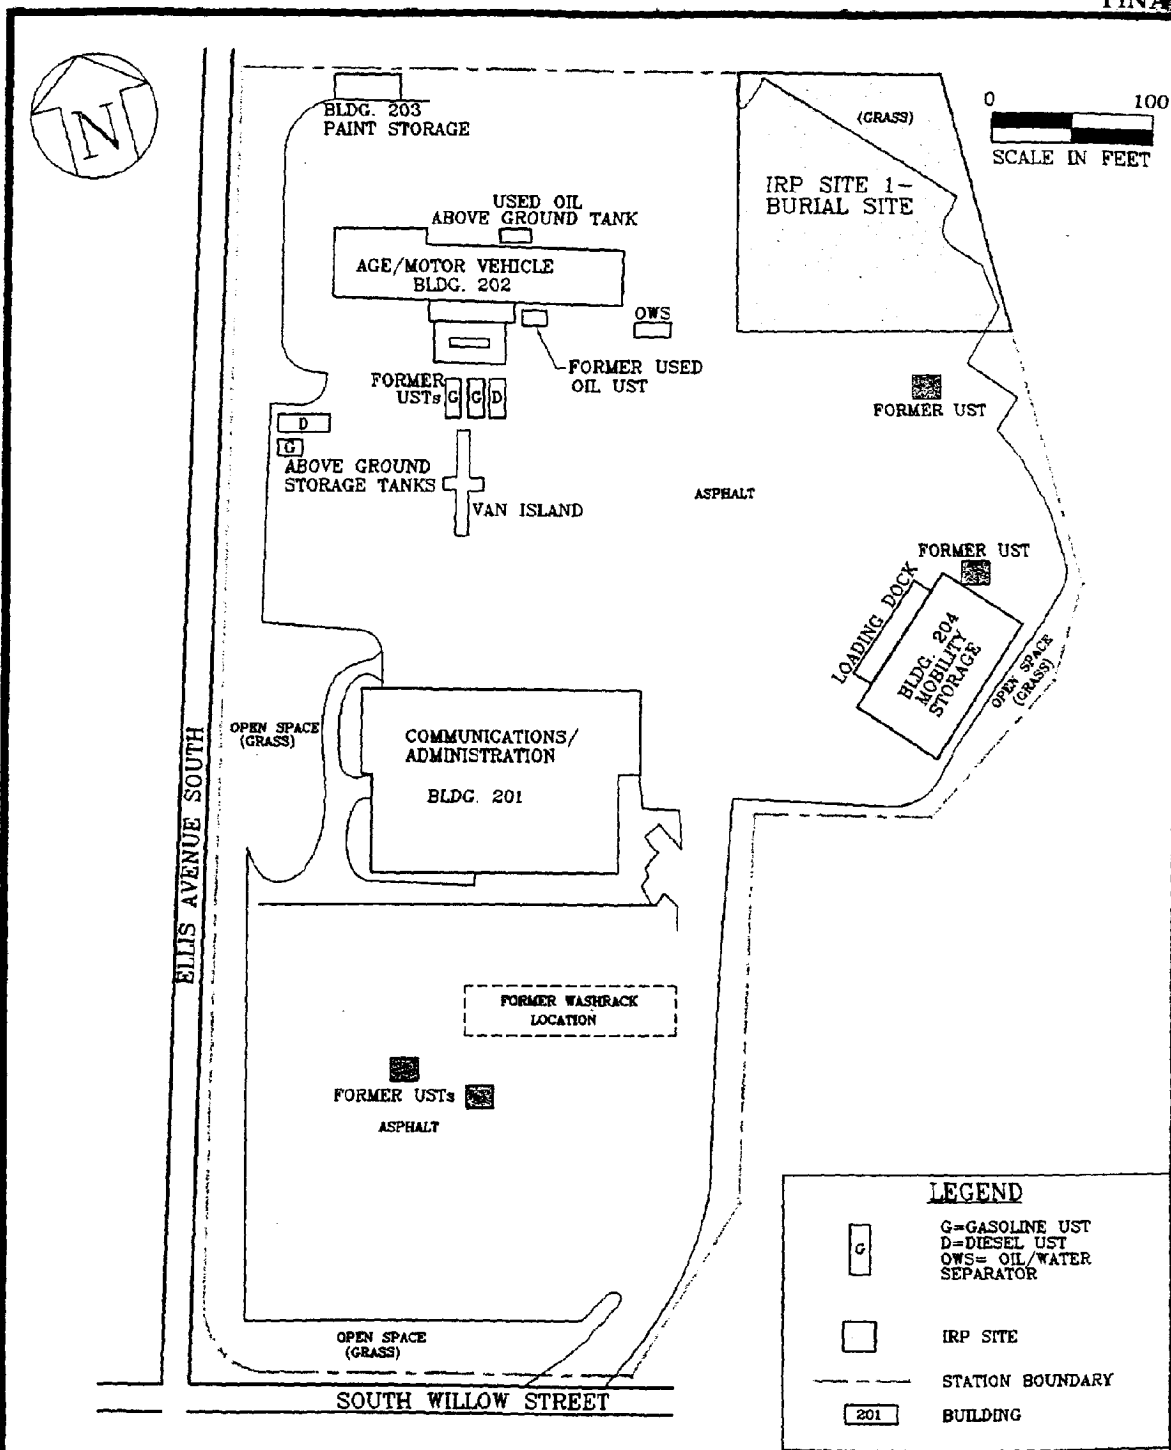 FINA
N
BLDG. 203
PAINT STORAGE
(GRASS)
0 100
SCALE IN FEET
IRP SITE 1-
BURIAL SITE
USED OIL
ABOVE GROUND TANK
AGE/MOTOR VEHICLE
BLDG. 202
OWS
FORMER USED
OIL UST
FORMER
USTs
G G D
FORMER UST
D
G
ABOVE GROUND
STORAGE TANKS
VAN ISLAND
ASPHALT
FORMER UST
LOADING DOCK
BLDG. 204
MOBILITY
STORAGE
OPEN SPACE
(GRASS)
OPEN SPACE
(GRASS)
COMMUNICATIONS/
ADMINISTRATION
BLDG. 201
ELLIS AVENUE SOUTH
FORMER WASHRACK
LOCATION
FORMER USTs
ASPHALT
OPEN SPACE
(GRASS)
SOUTH WILLOW STREET
LEGEND
G
G=GASOLINE UST
D=DIESEL UST
OWS= OIL/WATER
SEPARATOR
IRP SITE
STATION BOUNDARY
201
BUILDING